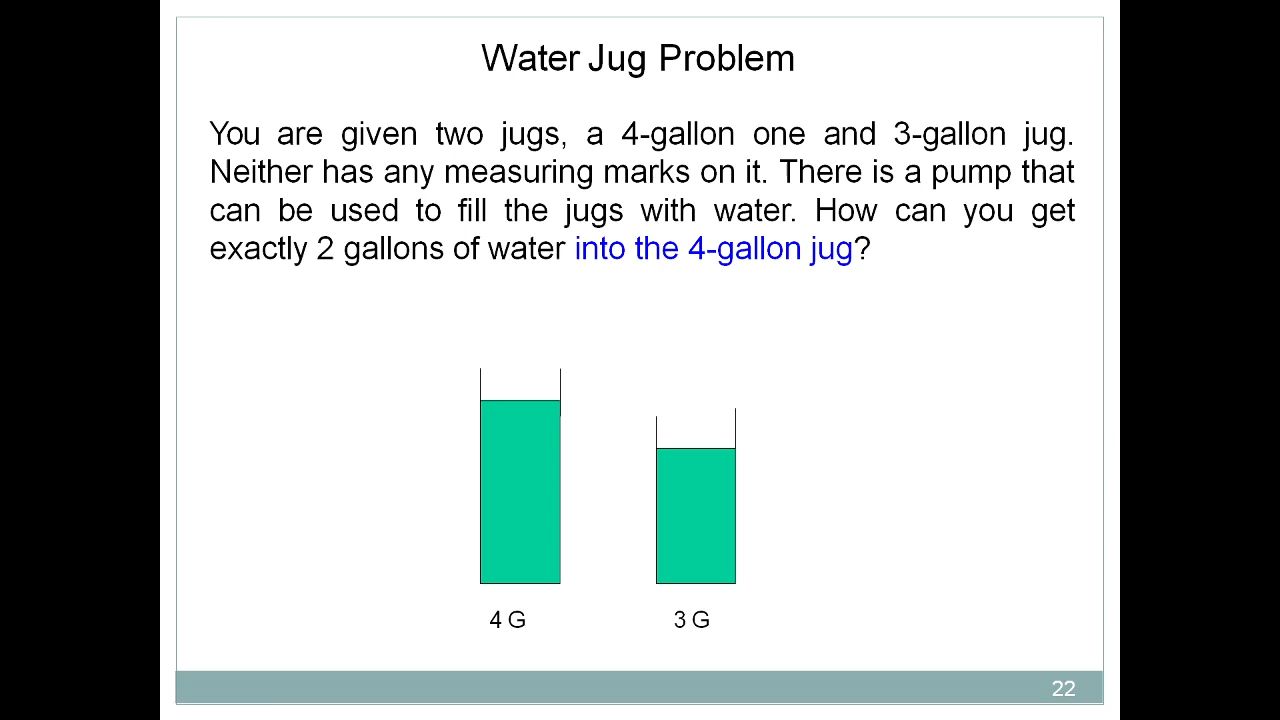 Water Jug Problem
You are given two jugs, a 4-gallon one and 3-gallon jug.
Neither has any measuring marks on it. There is a pump that
can be used to fill the jugs with water. How can you get
exactly 2 gallons of water into the 4-gallon jug?
4 G
3 G
22